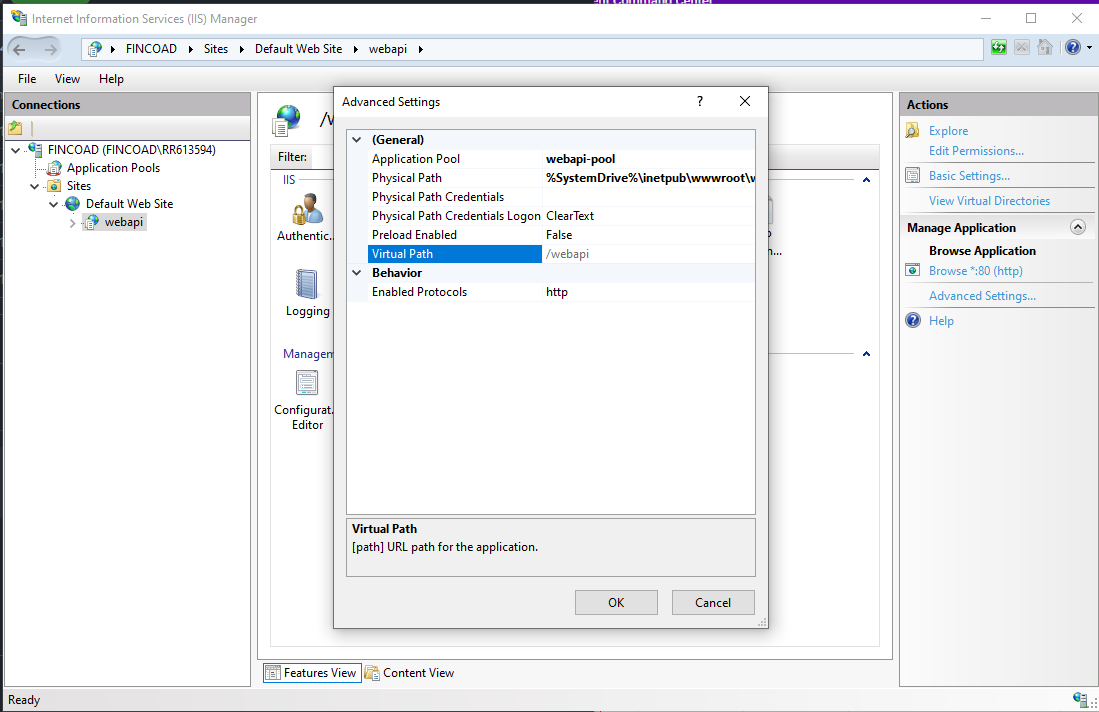 ent Command Center
Internet Information Services (IIS) Manager
FINCOAD Sites Default Web Site webapi
File View Help
Connections
FINCOAD (FINCOAD\RR613594)
Application Pools
Sites
Default Web Site
webapi
Filter:
IIS
Authentic...
Logging
Managem
Configurat...
Editor
Advanced Settings
?
(General)
Application Pool webapi-pool
Physical Path %SystemDrive%\inetpub\wwwroot\w
Physical Path Credentials
Physical Path Credentials Logon ClearText
Preload Enabled False
Virtual Path /webapi
Behavior
Enabled Protocols http
Virtual Path
[path] URL path for the application.
OK Cancel
Features View Content View
Actions
Explore
Edit Permissions...
Basic Settings...
View Virtual Directories
Manage Application
Browse Application
Browse *:80 (http)
Advanced Settings...
Help
Ready